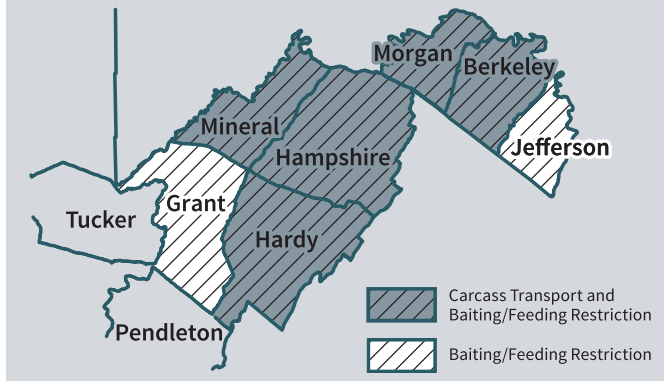 Morgan
Berkeley
Mineral
Hampshire
Jefferson
Grant
Tucker
Hardy
Pendleton
Carcass Transport and
Baiting/Feeding Restriction
Baiting/Feeding Restriction